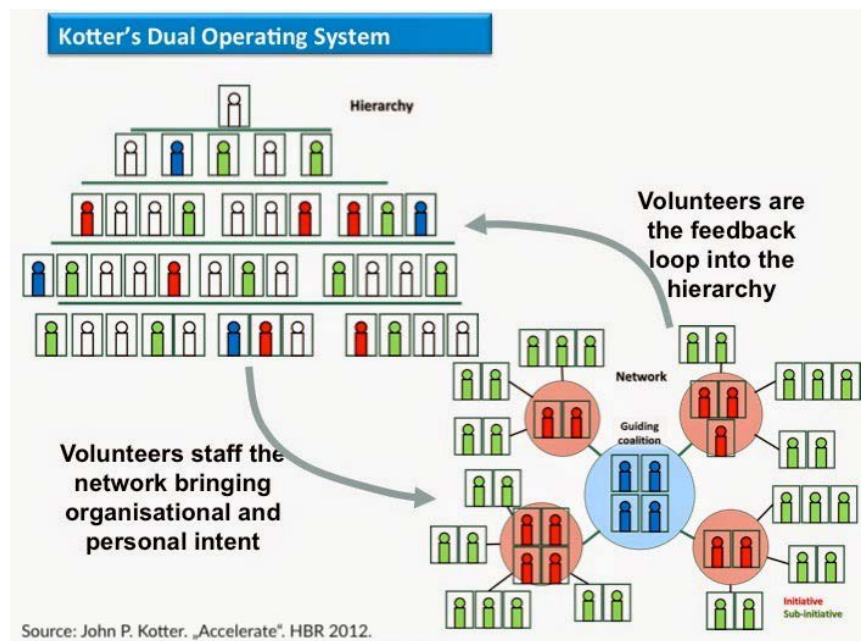 Kotter's Dual Operating System
Hierarchy
Volunteers are
the feedback
loop into the
hierarchy
Network
Guiding
coalition
Volunteers staff the
network bringing
organisational and
personal intent
Initiative
Sub-initiative
Source: John P. Kotter. „Accelerate“. HBR 2012.